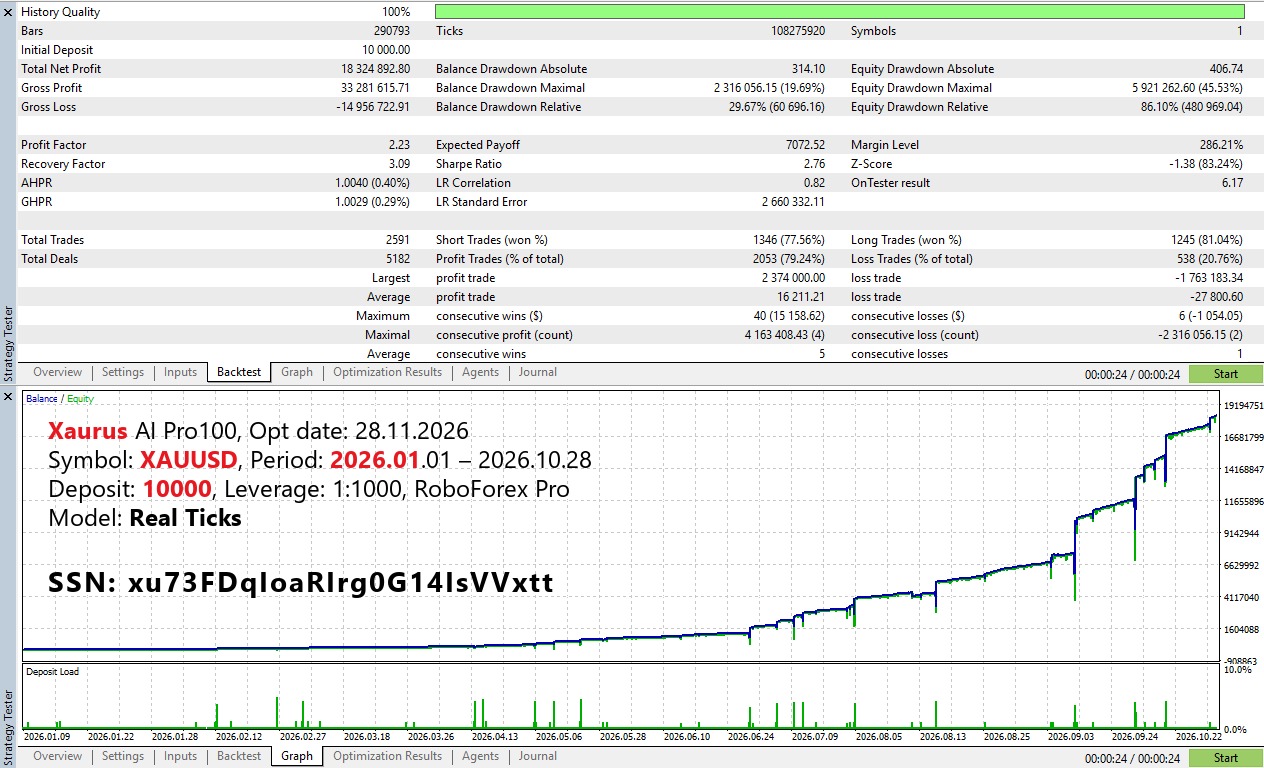 History Quality 100%
Bars 290793 Ticks 108275920 Symbols 1
Initial Deposit 10 000.00
Total Net Profit 18 324 892.80 Balance Drawdown Absolute 314.10 Equity Drawdown Absolute 406.74
Gross Profit 33 281 615.71 Balance Drawdown Maximal 2 316 056.15 (19.69%) Equity Drawdown Maximal 5 921 262.60 (45.53%)
Gross Loss -14 956 722.91 Balance Drawdown Relative 29.67% (60 696.16) Equity Drawdown Relative 86.10% (480 969.04)
Profit Factor 2.23 Expected Payoff 7072.52 Margin Level 286.21%
Recovery Factor 3.09 Sharpe Ratio 2.76 Z-Score -1.38 (83.24%)
AHPR 1.0040 (0.40%) LR Correlation 0.82 OnTester result 6.17
GHPR 1.0029 (0.29%) LR Standard Error 2 660 332.11
Total Trades 2591 Short Trades (won %) 1346 (77.56%) Long Trades (won %) 1245 (81.04%)
Total Deals 5182 Profit Trades (% of total) 2053 (79.24%) Loss Trades (% of total) 538 (20.76%)
Largest profit trade 2 374 000.00 loss trade -1 763 183.34
Average profit trade 16 211.21 loss trade -27 800.60
Maximum consecutive wins ($) 40 (15 158.62) consecutive losses ($) 6 (-1 054.05)
Maximal consecutive profit (count) 4 163 408.43 (4) consecutive loss (count) -2 316 056.15 (2)
Average consecutive wins 5 consecutive losses 1
Strategy Tester
Overview Settings Inputs Backtest Graph Optimization Results Agents Journal 00:00:24 / 00:00:24 Start
Balance / Equity
Xaurus AI Pro100, Opt date: 28.11.2026
Symbol: XAUUSD, Period: 2026.01.01 – 2026.10.28
Deposit: 10000, Leverage: 1:1000, RoboForex Pro
Model: Real Ticks
SSN: xu73FDqIoaRIrg0G14IsVVxtt
19194751
16681799
14168847
11655896
9142944
6629992
4117040
1604088
-908863
Deposit Load
10.0%
0.0%
2026.01.09 2026.01.22 2026.01.28 2026.02.12 2026.02.27 2026.03.18 2026.03.26 2026.04.14 2026.05.06 2026.05.28 2026.06.10 2026.06.24 2026.07.09 2026.08.05 2026.08.13 2026.08.25 2026.09.03 2026.09.24 2026.10.22
Strategy Tester
Overview Settings Inputs Backtest Graph Optimization Results Agents Journal 00:00:24 / 00:00:24 Start